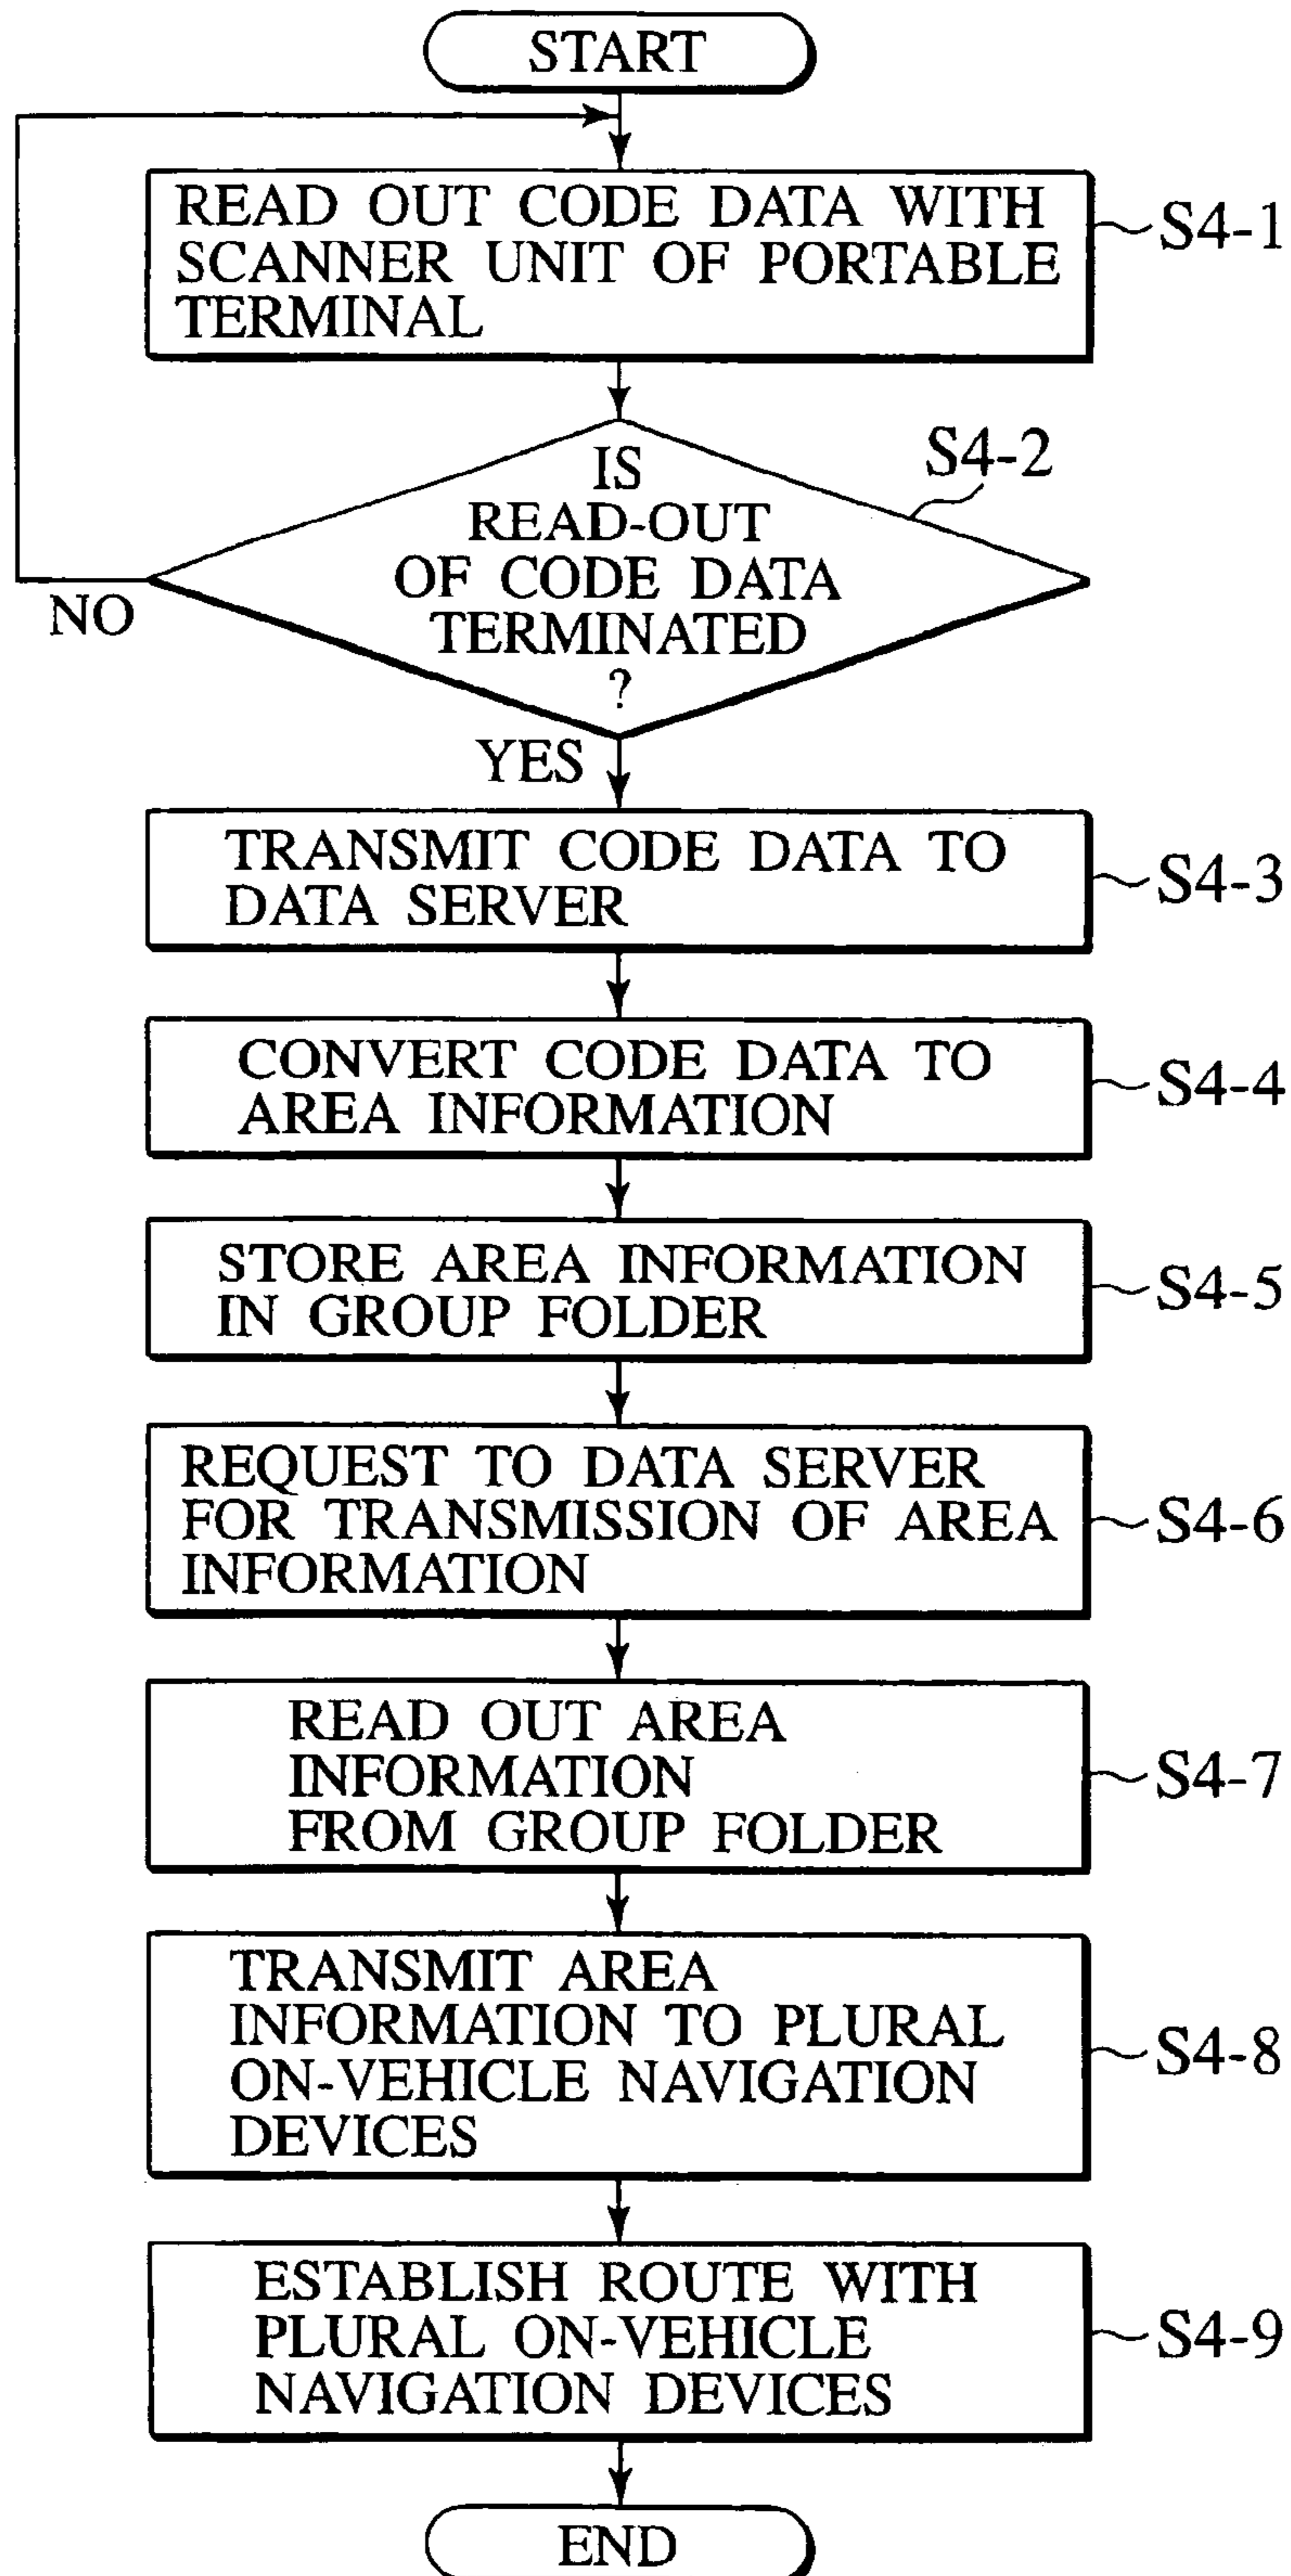 START
READ OUT CODE DATA WITH
SCANNER UNIT OF PORTABLE
TERMINAL
S4-1
S4-2
IS
READ-OUT
OF CODE DATA
TERMINATED
?
NO
YES
TRANSMIT CODE DATA TO
DATA SERVER
S4-3
CONVERT CODE DATA TO
AREA INFORMATION
S4-4
STORE AREA INFORMATION
IN GROUP FOLDER
S4-5
REQUEST TO DATA SERVER
FOR TRANSMISSION OF AREA
INFORMATION
S4-6
READ OUT AREA
INFORMATION
FROM GROUP FOLDER
S4-7
TRANSMIT AREA
INFORMATION TO PLURAL
ON-VEHICLE NAVIGATION
DEVICES
S4-8
ESTABLISH ROUTE WITH
PLURAL ON-VEHICLE
NAVIGATION DEVICES
S4-9
END